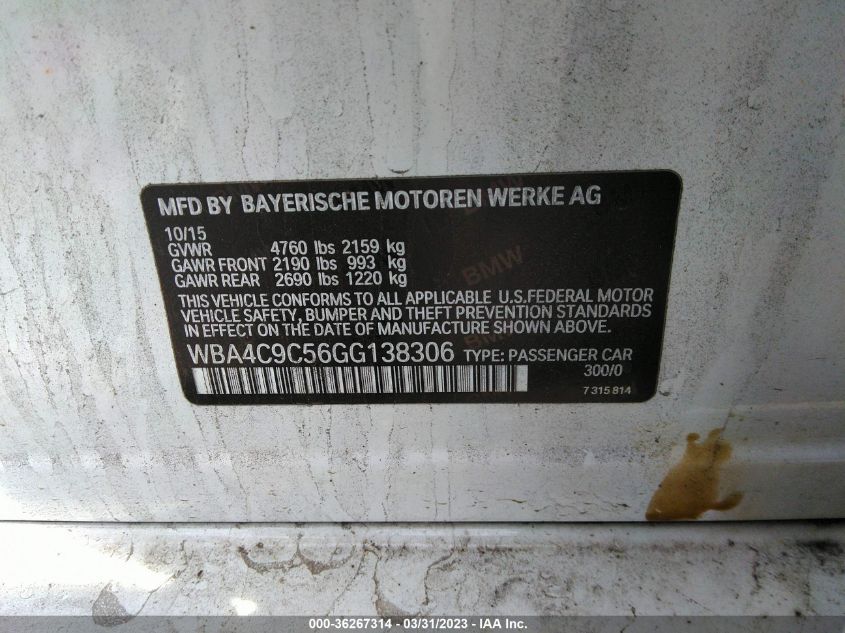 MFD BY BAYERISCHE MOTOREN WERKE AG
10/15
GVWR 4760 lbs 2159 kg
GAWR FRONT 2190 lbs 993 kg
GAWR REAR 2690 lbs 1220 kg
THIS VEHICLE CONFORMS TO ALL APPLICABLE U.S.FEDERAL MOTOR
VEHICLE SAFETY, BUMPER AND THEFT PREVENTION STANDARDS
IN EFFECT ON THE DATE OF MANUFACTURE SHOWN ABOVE.
WBA4C9C56GG138306 TYPE: PASSENGER CAR
300/0
7 315 814
BMW
BMW
000-36267314 - 03/31/2023 - IAA Inc.